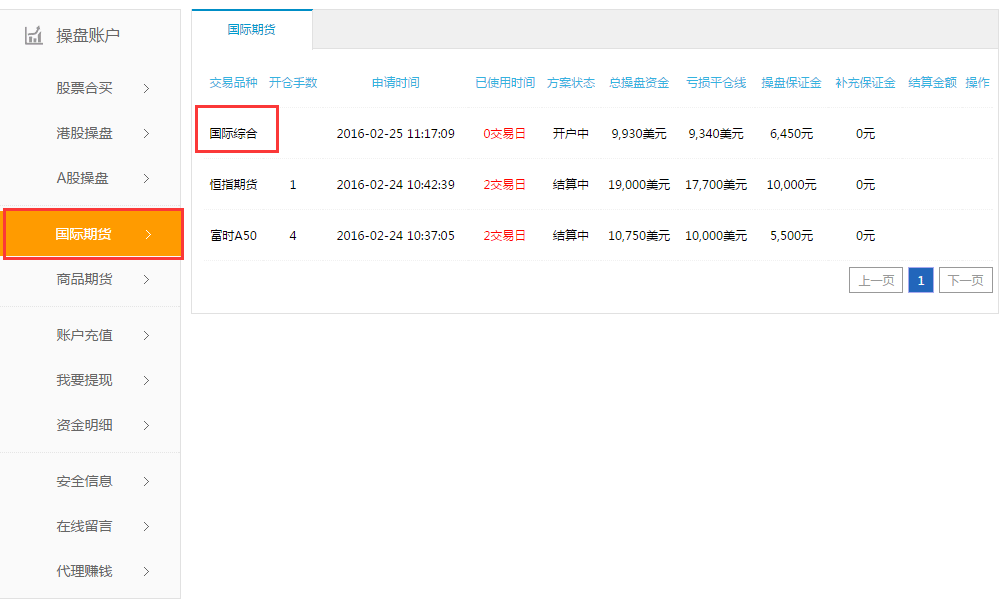 操盘账户
股票合买
港股操盘
A股操盘
国际期货
商品期货
账户充值
我要提现
资金明细
安全信息
在线留言
代理赚钱
国际期货
交易品种 开仓手数 申请时间 已使用时间 方案状态 总操盘资金 亏损平仓线 操盘保证金 补充保证金 结算金额 操作
国际综合 2016-02-25 11:17:09 0交易日 开户中 9,930美元 9,340美元 6,450元 0元
恒指期货 1 2016-02-24 10:42:39 2交易日 结算中 19,000美元 17,700美元 10,000元 0元
富时A50 4 2016-02-24 10:37:05 2交易日 结算中 10,750美元 10,000美元 5,500元 0元
上一页 1 下一页